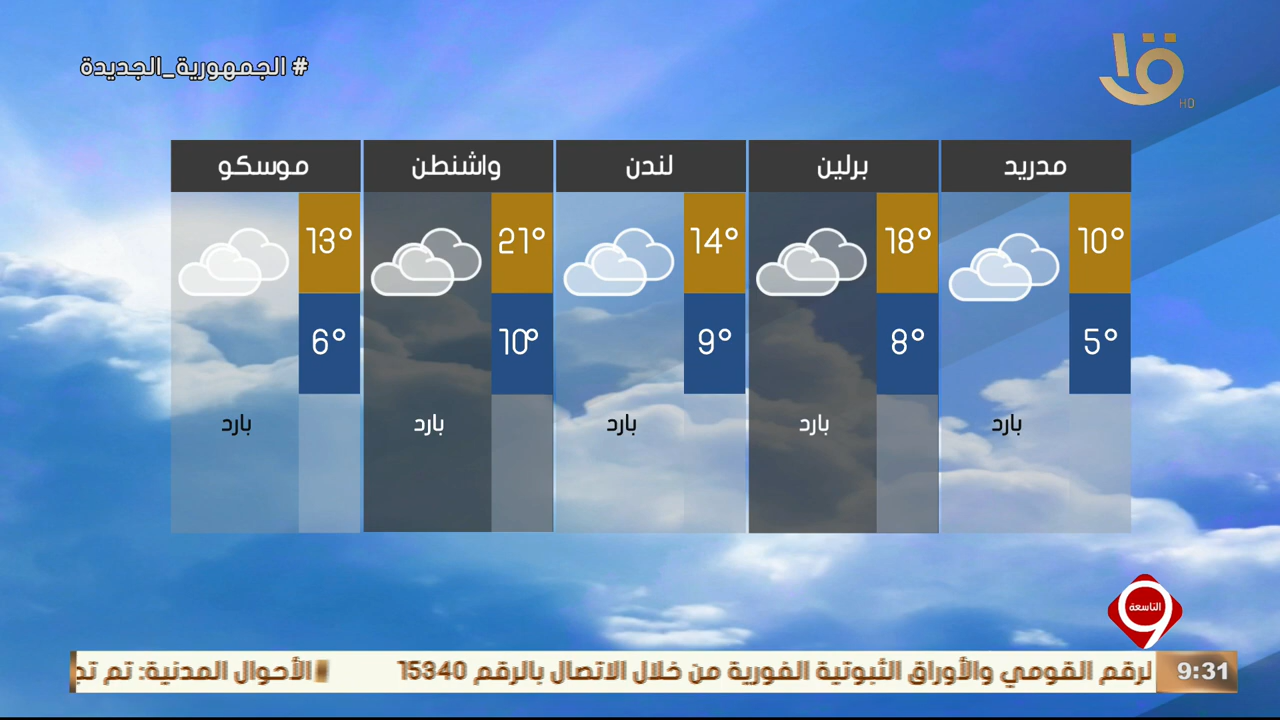 #الجمهورية_الجديدة
HD
مدريد
10°
5°
بارد
برلين
18°
8°
بارد
لندن
14°
9°
بارد
واشنطن
21°
10°
بارد
موسكو
13°
6°
بارد
التاسعة
9
9:31
لرقم القومي والأوراق الثبوتية الفورية من خلال الاتصال بالرقم 15340
الأحوال المدنية: تم تج